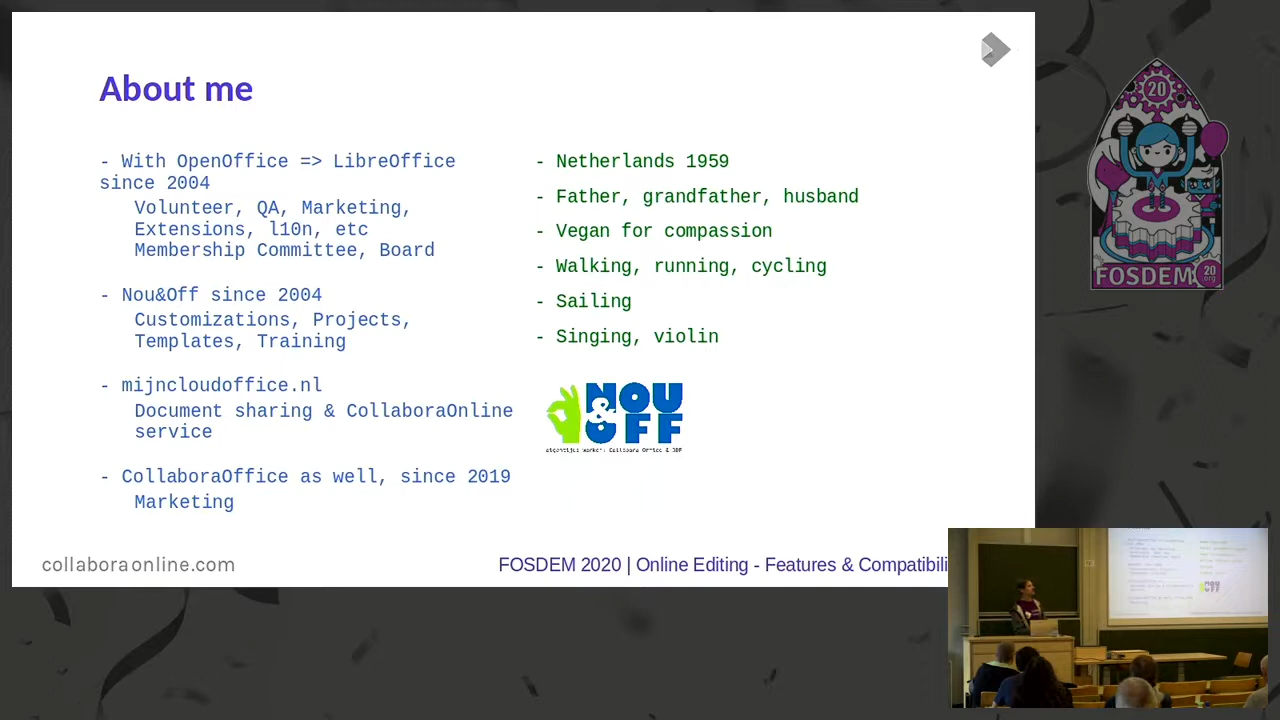 About me
- With OpenOffice => LibreOffice
since 2004
Volunteer, QA, Marketing,
Extensions, l10n, etc
Membership Committee, Board
- Nou&Off since 2004
Customizations, Projects,
Templates, Training
- mijncloudoffice.nl
Document sharing & CollaboraOnline
service
- CollaboraOffice as well, since 2019
Marketing
- Netherlands 1959
- Father, grandfather, husband
- Vegan for compassion
- Walking, running, cycling
- Sailing
- Singing, violin
NOU
&
OFF
collaboraonline.com
FOSDEM 2020 | Online Editing - Features & Compatibili
20
FOSDEM
20
.org